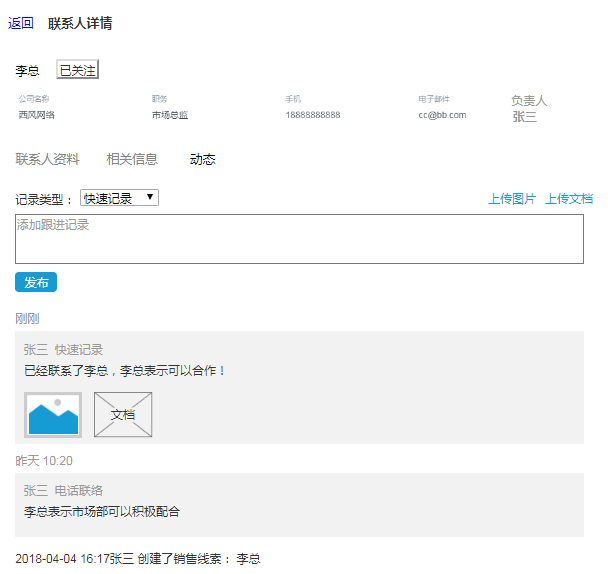 返回 联系人详情
李总 已关注
公司名称 职务 手机 电子邮件 负责人
西风网络 市场总监 18888888888 cc@bb.com 张三
联系人资料 相关信息 动态
记录类型： 快速记录 上传图片 上传文档
添加跟进记录
发布
刚刚
张三 快速记录
已经联系了李总，李总表示可以合作！
文档
昨天 10:20
张三 电话联络
李总表示市场部可以积极配合
2018-04-04 16:17张三 创建了销售线索： 李总